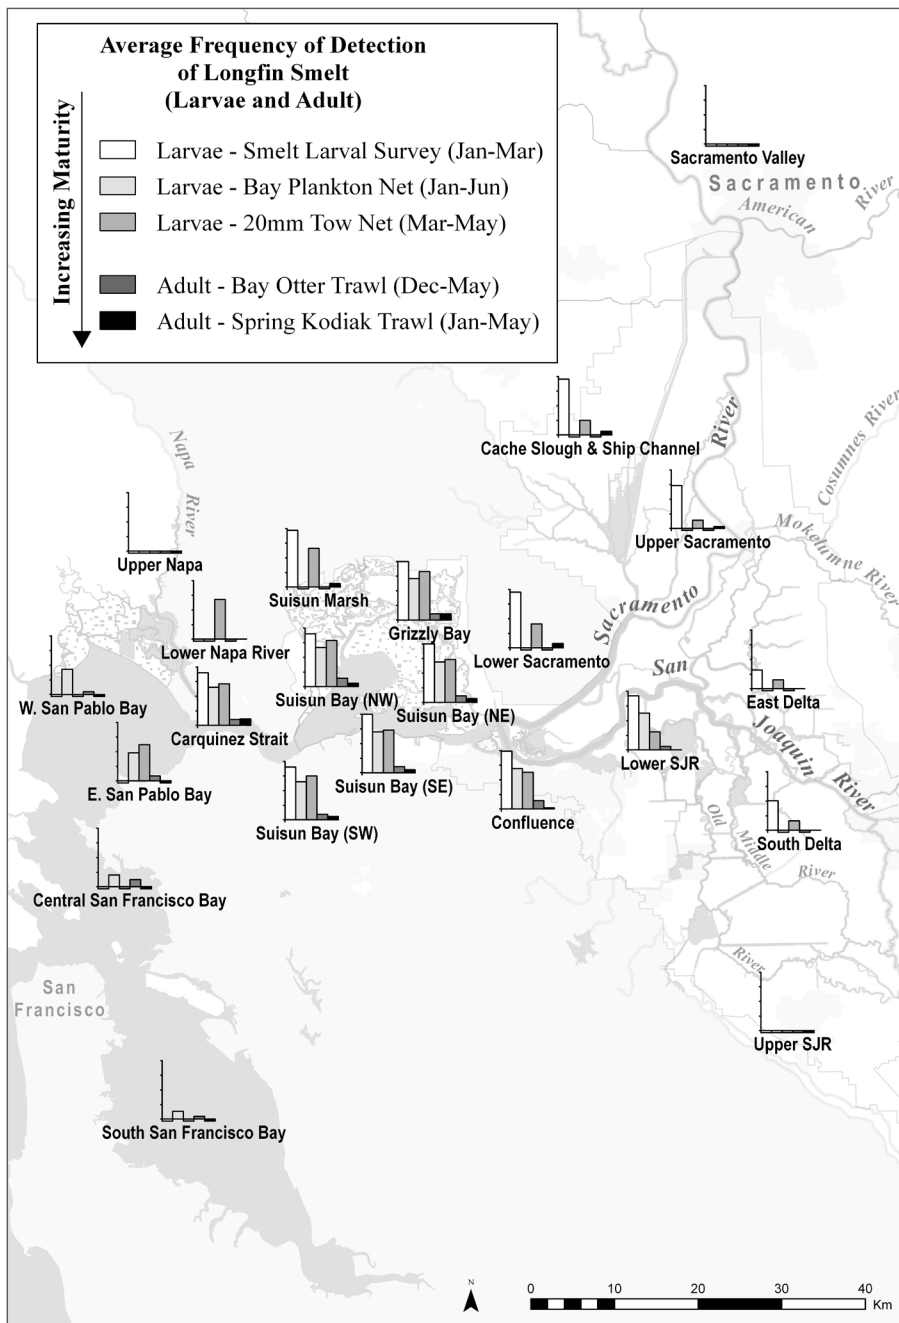 Average Frequency of Detection
of Longfin Smelt
(Larvae and Adult)
Increasing Maturity
Larvae - Smelt Larval Survey (Jan-Mar)
Larvae - Bay Plankton Net (Jan-Jun)
Larvae - 20mm Tow Net (Mar-May)
Adult - Bay Otter Trawl (Dec-May)
Adult - Spring Kodiak Trawl (Jan-May)
Sacramento Valley
Sacramento
American River
Cache Slough & Ship Channel
River
Cosumnes River
Napa River
Upper Napa
Suisun Marsh
Upper Sacramento
Mokelumne River
Grizzly Bay
Lower Napa River
Lower Sacramento
Sacramento
W. San Pablo Bay
Suisun Bay (NW)
Suisun Bay (NE)
San Joaquin River
East Delta
Carquinez Strait
Lower SJR
E. San Pablo Bay
Suisun Bay (SE)
Suisun Bay (SW)
Confluence
Old
Middle
River
South Delta
Central San Francisco Bay
San
Francisco
River
Upper SJR
South San Francisco Bay
N
0 10 20 30 40
Km